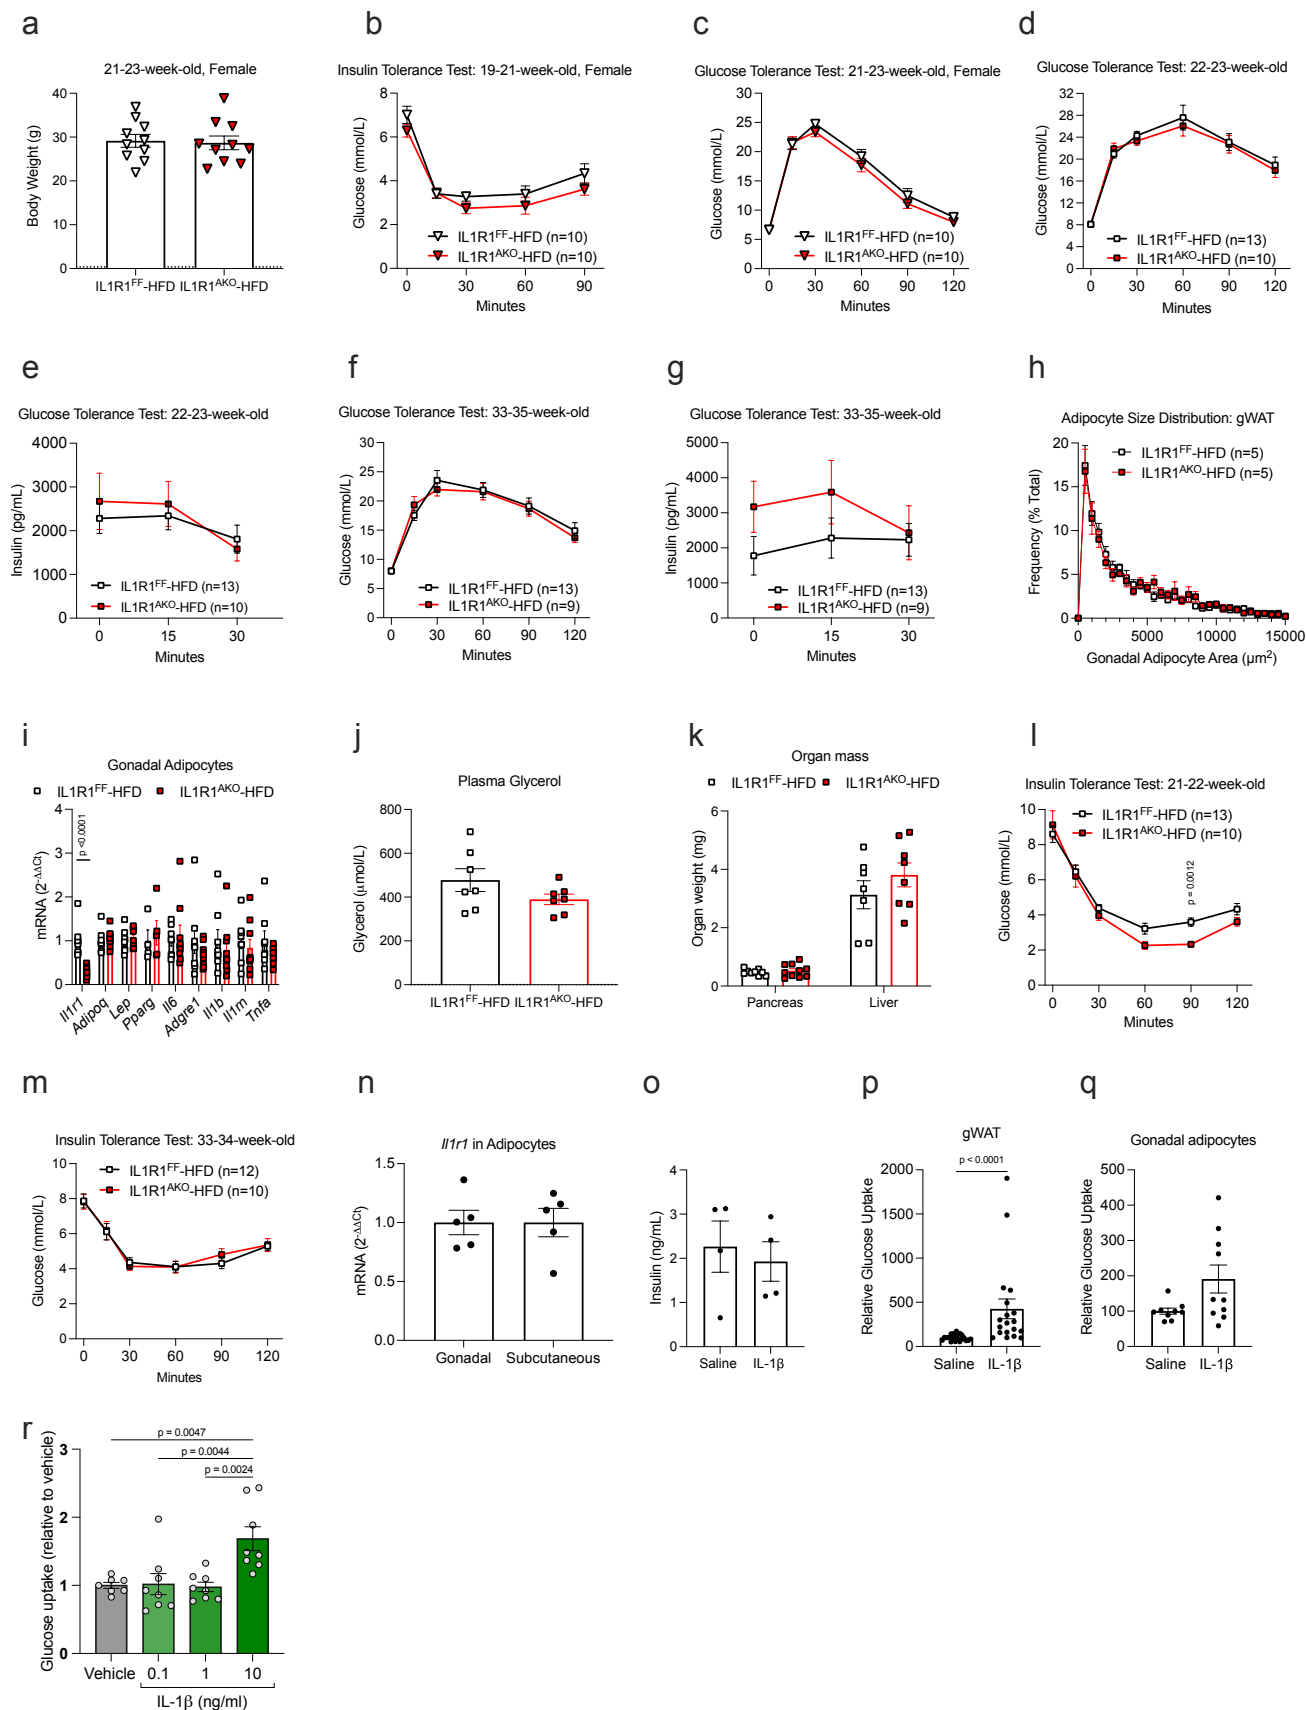 a
21-23-week-old, Female
Body Weight (g)
40
30
20
10
0
IL1R1FF-HFD IL1R1AKO-HFD
b
Insulin Tolerance Test: 19-21-week-old, Female
Glucose (mmol/L)
8
6
4
2
0
IL1R1FF-HFD (n=10)
IL1R1AKO-HFD (n=10)
0 30 60 90
Minutes
c
Glucose Tolerance Test: 21-23-week-old, Female
Glucose (mmol/L)
30
25
20
15
10
5
0
IL1R1FF-HFD (n=10)
IL1R1AKO-HFD (n=10)
0 30 60 90 120
Minutes
d
Glucose Tolerance Test: 22-23-week-old
Glucose (mmol/L)
32
28
24
20
16
12
8
4
0
IL1R1FF-HFD (n=13)
IL1R1AKO-HFD (n=10)
0 30 60 90 120
Minutes
e
Glucose Tolerance Test: 22-23-week-old
Insulin (pg/mL)
4000
3000
2000
1000
0
IL1R1FF-HFD (n=13)
IL1R1AKO-HFD (n=10)
0 15 30
Minutes
f
Glucose Tolerance Test: 33-35-week-old
Glucose (mmol/L)
30
25
20
15
10
5
0
IL1R1FF-HFD (n=13)
IL1R1AKO-HFD (n=9)
0 30 60 90 120
Minutes
g
Glucose Tolerance Test: 33-35-week-old
Insulin (pg/mL)
5000
4000
3000
2000
1000
0
IL1R1FF-HFD (n=13)
IL1R1AKO-HFD (n=9)
0 15 30
Minutes
h
Adipocyte Size Distribution: gWAT
Frequency (% Total)
20
15
10
5
0
IL1R1FF-HFD (n=5)
IL1R1AKO-HFD (n=5)
0 5000 10000 15000
Gonadal Adipocyte Area (µm2)
i
Gonadal Adipocytes
IL1R1FF-HFD IL1R1AKO-HFD
mRNA (2-ΔΔCt)
4
3
2
1
0
p <0.0001
Il1r1 Adipoq Lep Pparg Il6 Adgre1 Il1b Il1rn Tnfa
j
Plasma Glycerol
Glycerol (µmol/L)
800
600
400
200
0
IL1R1FF-HFD IL1R1AKO-HFD
k
Organ mass
IL1R1FF-HFD IL1R1AKO-HFD
Organ weight (mg)
6
4
2
0
Pancreas Liver
l
Insulin Tolerance Test: 21-22-week-old
Glucose (mmol/L)
10
8
6
4
2
0
IL1R1FF-HFD (n=13)
IL1R1AKO-HFD (n=10)
p = 0.0012
0 30 60 90 120
Minutes
m
Insulin Tolerance Test: 33-34-week-old
Glucose (mmol/L)
10
8
6
4
2
0
IL1R1FF-HFD (n=12)
IL1R1AKO-HFD (n=10)
0 30 60 90 120
Minutes
n
Il1r1 in Adipocytes
mRNA (2-ΔΔCt)
1.5
1.0
0.5
0.0
Gonadal Subcutaneous
o
Insulin (ng/mL)
4
3
2
1
0
Saline IL-1β
p
gWAT
Relative Glucose Uptake
2000
1500
1000
500
0
p < 0.0001
Saline IL-1β
q
Gonadal adipocytes
Relative Glucose Uptake
500
400
300
200
100
0
Saline IL-1β
r
Glucose uptake (relative to vehicle)
3
2
1
0
p = 0.0047
p = 0.0044
p = 0.0024
Vehicle 0.1 1 10
IL-1β (ng/ml)